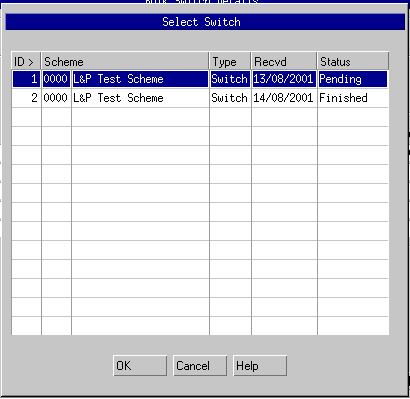 Bulk Switch Details
Select Switch
ID > Scheme Type Recvd Status
1 0000 L&P Test Scheme Switch 13/08/2001 Pending
2 0000 L&P Test Scheme Switch 14/08/2001 Finished
OK Cancel Help